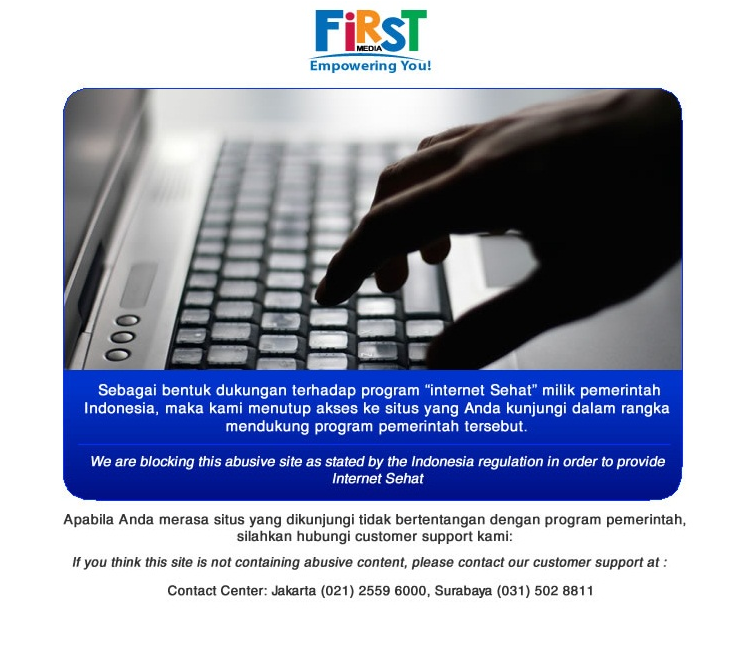 FiRST
MEDIA
Empowering You!
Sebagai bentuk dukungan terhadap program “internet Sehat” milik pemerintah
Indonesia, maka kami menutup akses ke situs yang Anda kunjungi dalam rangka
mendukung program pemerintah tersebut.
We are blocking this abusive site as stated by the Indonesia regulation in order to provide
Internet Sehat
Apabila Anda merasa situs yang dikunjungi tidak bertentangan dengan program pemerintah,
silahkan hubungi customer support kami:
If you think this site is not containing abusive content, please contact our customer support at :
Contact Center: Jakarta (021) 2559 6000, Surabaya (031) 502 8811